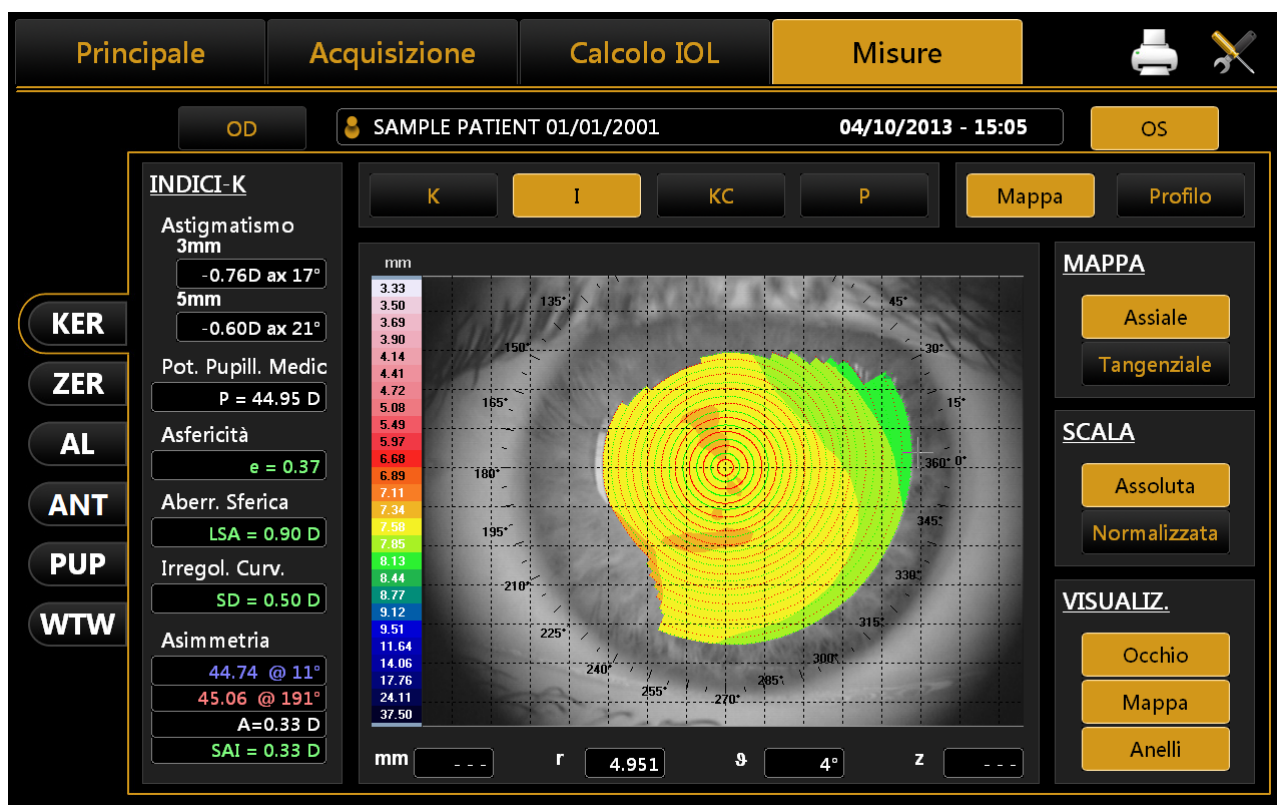 Principale Acquisizione Calcolo IOL Misure
OD SAMPLE PATIENT 01/01/2001 04/10/2013 - 15:05 OS
KER
ZER
AL
ANT
PUP
WTW
INDICI-K
Astigmatismo
3mm
-0.76D ax 17°
5mm
-0.60D ax 21°
Pot. Pupill. Medic
P = 44.95 D
Asfericità
e = 0.37
Aberr. Sferica
LSA = 0.90 D
Irregol. Curv.
SD = 0.50 D
Asimmetria
44.74 @ 11°
45.06 @ 191°
A=0.33 D
SAI = 0.33 D
K I KC P
Mappa Profilo
mm
3.33
3.50
3.69
3.90
4.14
4.41
4.72
5.08
5.49
5.97
6.68
6.89
7.11
7.34
7.58
7.85
8.13
8.44
8.77
9.12
9.51
11.64
14.06
17.76
24.11
37.50
135° 45°
150° 30°
165° 15°
180° 360° 0°
195° 345°
210° 330°
225° 315°
240° 300°
255° 285°
270°
mm - - - r 4.951 ϑ 4° z - - -
MAPPA
Assiale
Tangenziale
SCALA
Assoluta
Normalizzata
VISUALIZ.
Occhio
Mappa
Anelli